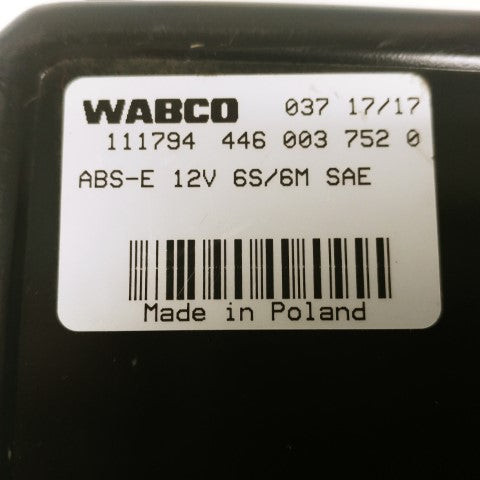 WABCO 037 17/17
111794 446 003 752 0
ABS-E 12V 6S/6M SAE
Made in Poland